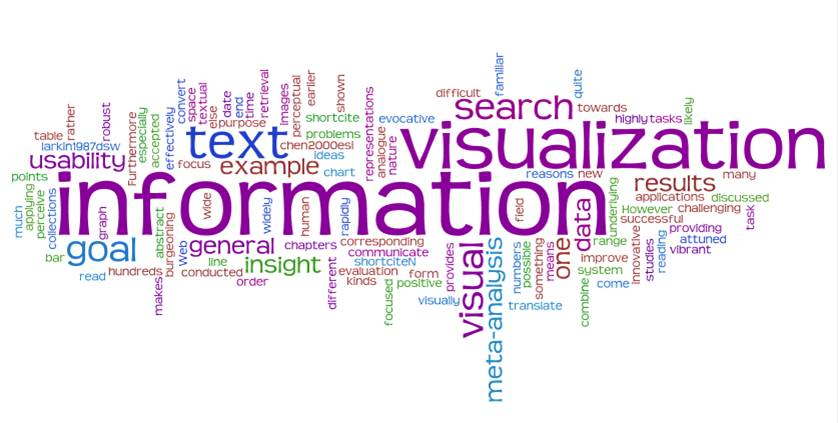 familiar
quite
difficult
search
towards
highly
tasks
likely
convert
space
textual
else
date
end
time
retrieval
images
perceptual
earlier
shown
representations
evocative
visualization
table
rather
robust
larkin1987dsw
usability
Furthermore
especially
accepted
effectively
purpose
text
shortcite
problems
chen2000esl
ideas
focus
example
chart
analogue
nature
points
much
applying
perceive
collections
information
reasons
new
results
many
applications
discussed
underlying
However
challenging
successful
task
providing
graph
wide
widely
human
rapidly
field
data
goal
abstract
burgeoning
Web
general
chapters
corresponding
communicate
shortciteN
bar
read
hundreds
line
conducted
insight
order
makes
different
evaluation
kinds
form
positive
focused
provides
visually
visual
meta-analysis
numbers
possible
something
means
one
translate
range
improve
system
come
combine
innovative
studies
reading
attuned
vibrant